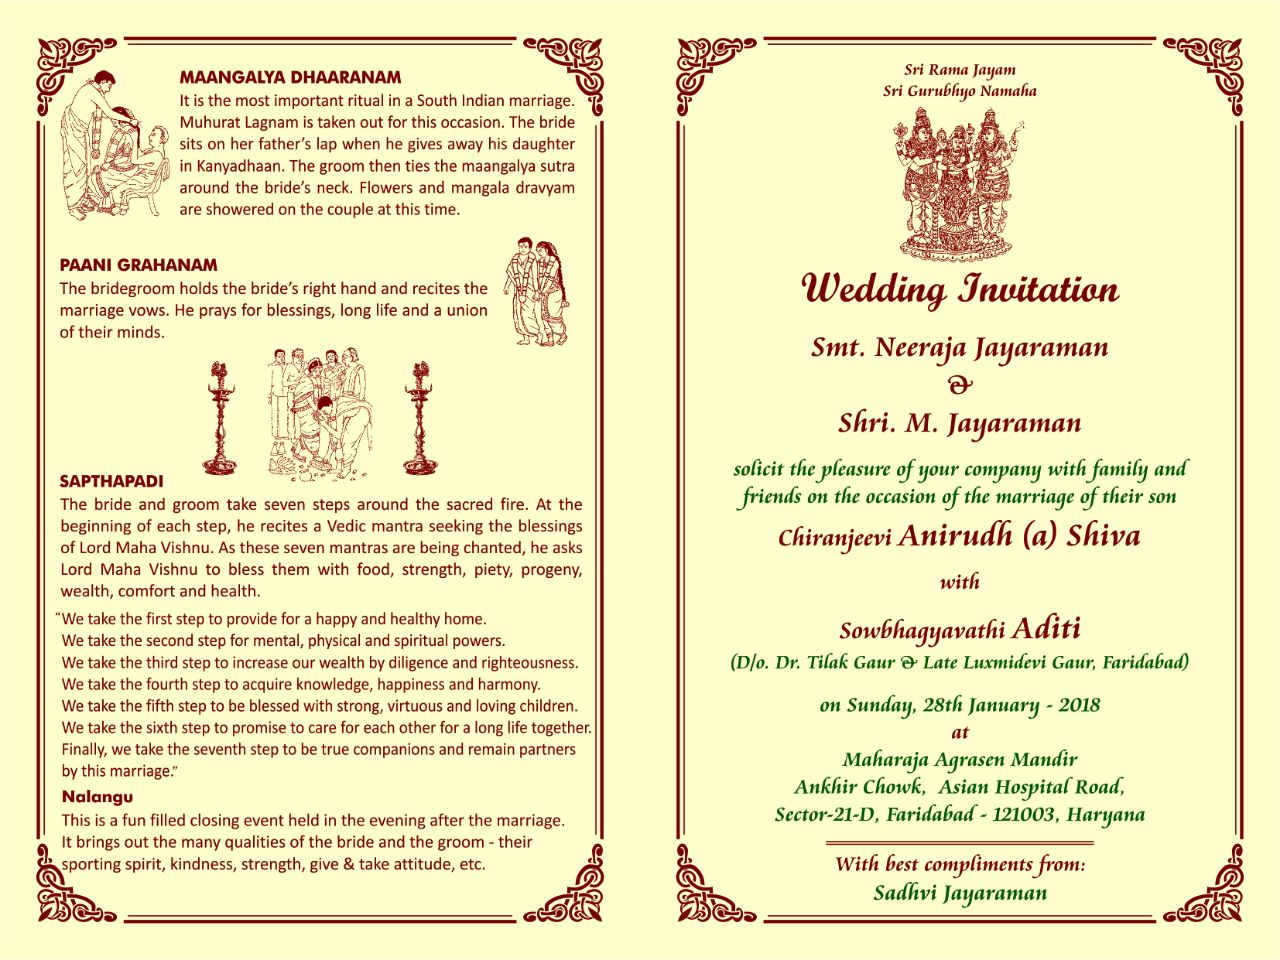 MAANGALYA DHAARANAM
It is the most important ritual in a South Indian marriage.
Muhurat Lagnam is taken out for this occasion. The bride
sits on her father's lap when he gives away his daughter
in Kanyadhaan. The groom then ties the maangalya sutra
around the bride's neck. Flowers and mangala dravyam
are showered on the couple at this time.
PAANI GRAHANAM
The bridegroom holds the bride's right hand and recites the
marriage vows. He prays for blessings, long life and a union
of their minds.
SAPTHAPADI
The bride and groom take seven steps around the sacred fire. At the
beginning of each step, he recites a Vedic mantra seeking the blessings
of Lord Maha Vishnu. As these seven mantras are being chanted, he asks
Lord Maha Vishnu to bless them with food, strength, piety, progeny,
wealth, comfort and health.
“We take the first step to provide for a happy and healthy home.
We take the second step for mental, physical and spiritual powers.
We take the third step to increase our wealth by diligence and righteousness.
We take the fourth step to acquire knowledge, happiness and harmony.
We take the fifth step to be blessed with strong, virtuous and loving children.
We take the sixth step to promise to care for each other for a long life together.
Finally, we take the seventh step to be true companions and remain partners
by this marriage.”
Nalangu
This is a fun filled closing event held in the evening after the marriage.
It brings out the many qualities of the bride and the groom - their
sporting spirit, kindness, strength, give & take attitude, etc.
Sri Rama Jayam
Sri Gurubhyo Namaha
Wedding Invitation
Smt. Neeraja Jayaraman
&
Shri. M. Jayaraman
solicit the pleasure of your company with family and
friends on the occasion of the marriage of their son
Chiranjeevi Anirudh (a) Shiva
with
Sowbhagyavathi Aditi
(D/o. Dr. Tilak Gaur & Late Luxmidevi Gaur, Faridabad)
on Sunday, 28th January - 2018
at
Maharaja Agrasen Mandir
Ankhir Chowk, Asian Hospital Road,
Sector-21-D, Faridabad - 121003, Haryana
With best compliments from:
Sadhvi Jayaraman